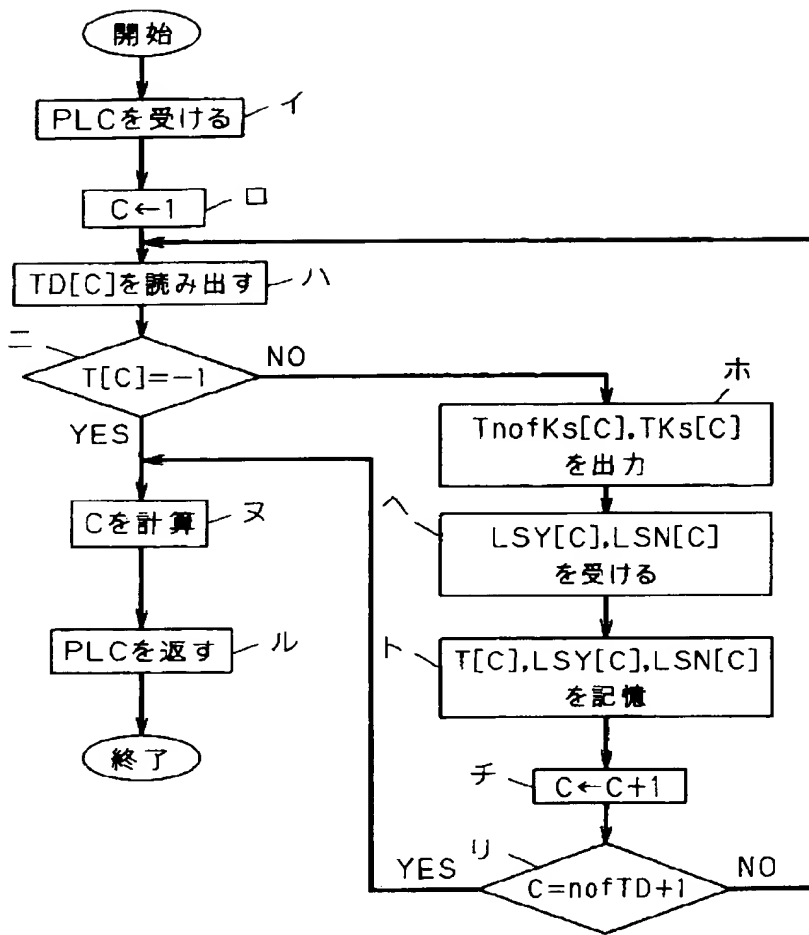 開始
PLCを受ける
イ
C←1
ロ
TD[C]を読み出す
ハ
ニ
T[C]=-1
NO
YES
ホ
TnofKs[C],TKs[C]
を出力
ヘ
LSY[C],LSN[C]
を受ける
ト
T[C],LSY[C],LSN[C]
を記憶
チ
C←C+1
リ
C=nofTD+1
YES
NO
Cを計算
ヌ
PLCを返す
ル
終了